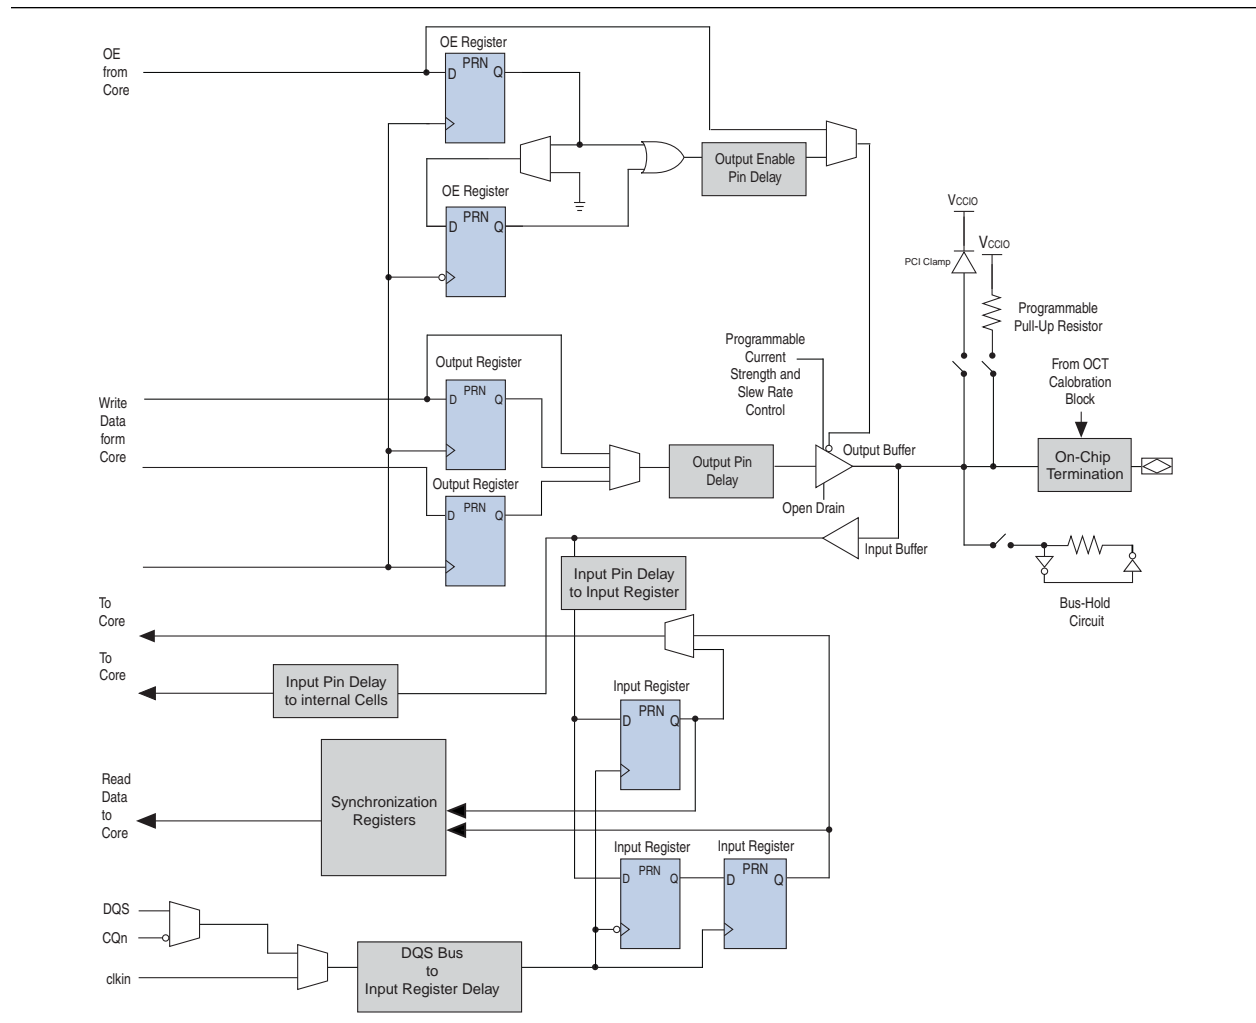 OE
from
Core
OE Register
PRN
D
Q
OE Register
PRN
D
Q
Output Enable
Pin Delay
VCCIO
PCI Clamp
VCCIO
Programmable
Pull-Up Resistor
Programmable
Current
Strength and
Slew Rate
Control
From OCT
Calobration
Block
Write
Data
form
Core
Output Register
PRN
D
Q
Output Register
PRN
D
Q
Output Pin
Delay
Output Buffer
Open Drain
On-Chip
Termination
Input Buffer
Bus-Hold
Circuit
Input Pin Delay
to Input Register
To
Core
To
Core
Input Pin Delay
to internal Cells
Input Register
PRN
D
Q
Read
Data
to
Core
Synchronization
Registers
Input Register
PRN
D
Q
Input Register
PRN
D
Q
DQS
CQn
clkin
DQS Bus
to
Input Register Delay